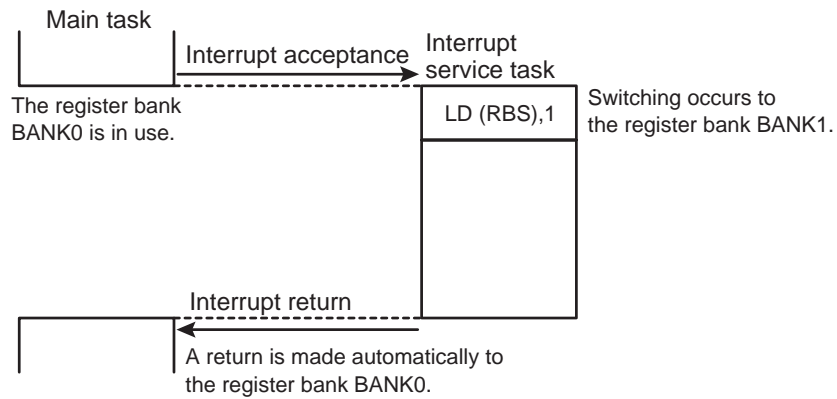 Main task
Interrupt acceptance
Interrupt
service task
The register bank
BANK0 is in use.
LD (RBS),1
Switching occurs to
the register bank BANK1.
Interrupt return
A return is made automatically to
the register bank BANK0.